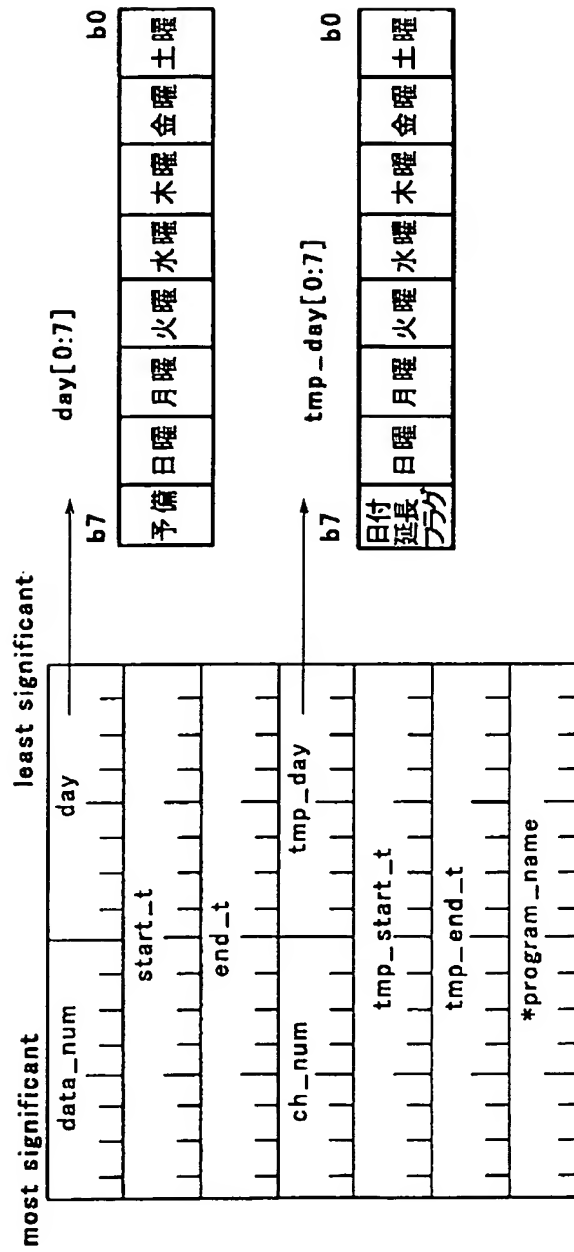 most significant
least significant
data_num
day
start_t
end_t
ch_num
tmp_day
tmp_start_t
tmp_end_t
*program_name
day[0:7]
b7
b0
予備
日曜
月曜
火曜
水曜
木曜
金曜
土曜
tmp_day[0:7]
b7
b0
日付
延長
フラグ
日曜
月曜
火曜
水曜
木曜
金曜
土曜